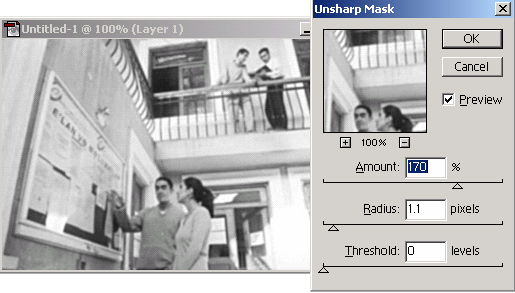 Untitled-1 @ 100% (Layer 1)
Unsharp Mask
OK
Cancel
Preview
100%
Amount: 170 %
Radius: 1.1 pixels
Threshold: 0 levels